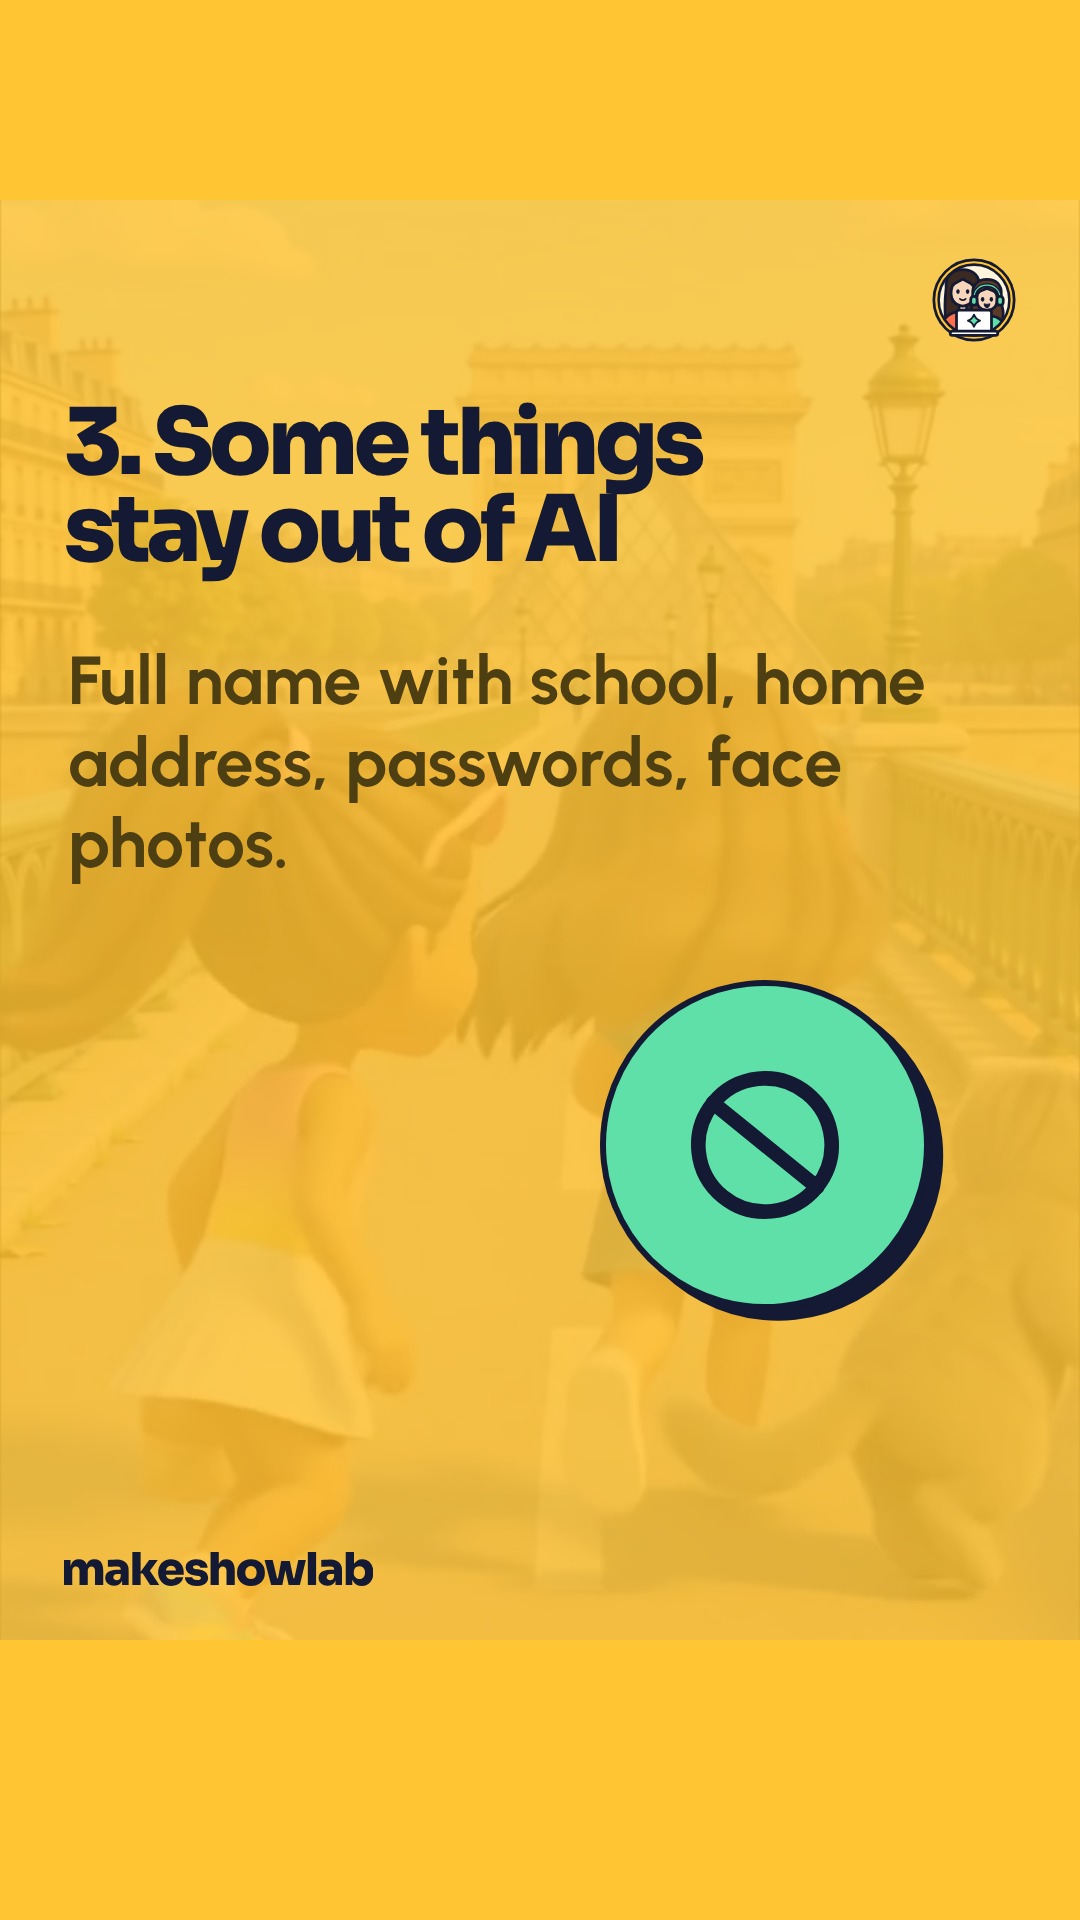 3. Some things
stay out of AI
Full name with school, home
address, passwords, face
photos.
makeshowlab